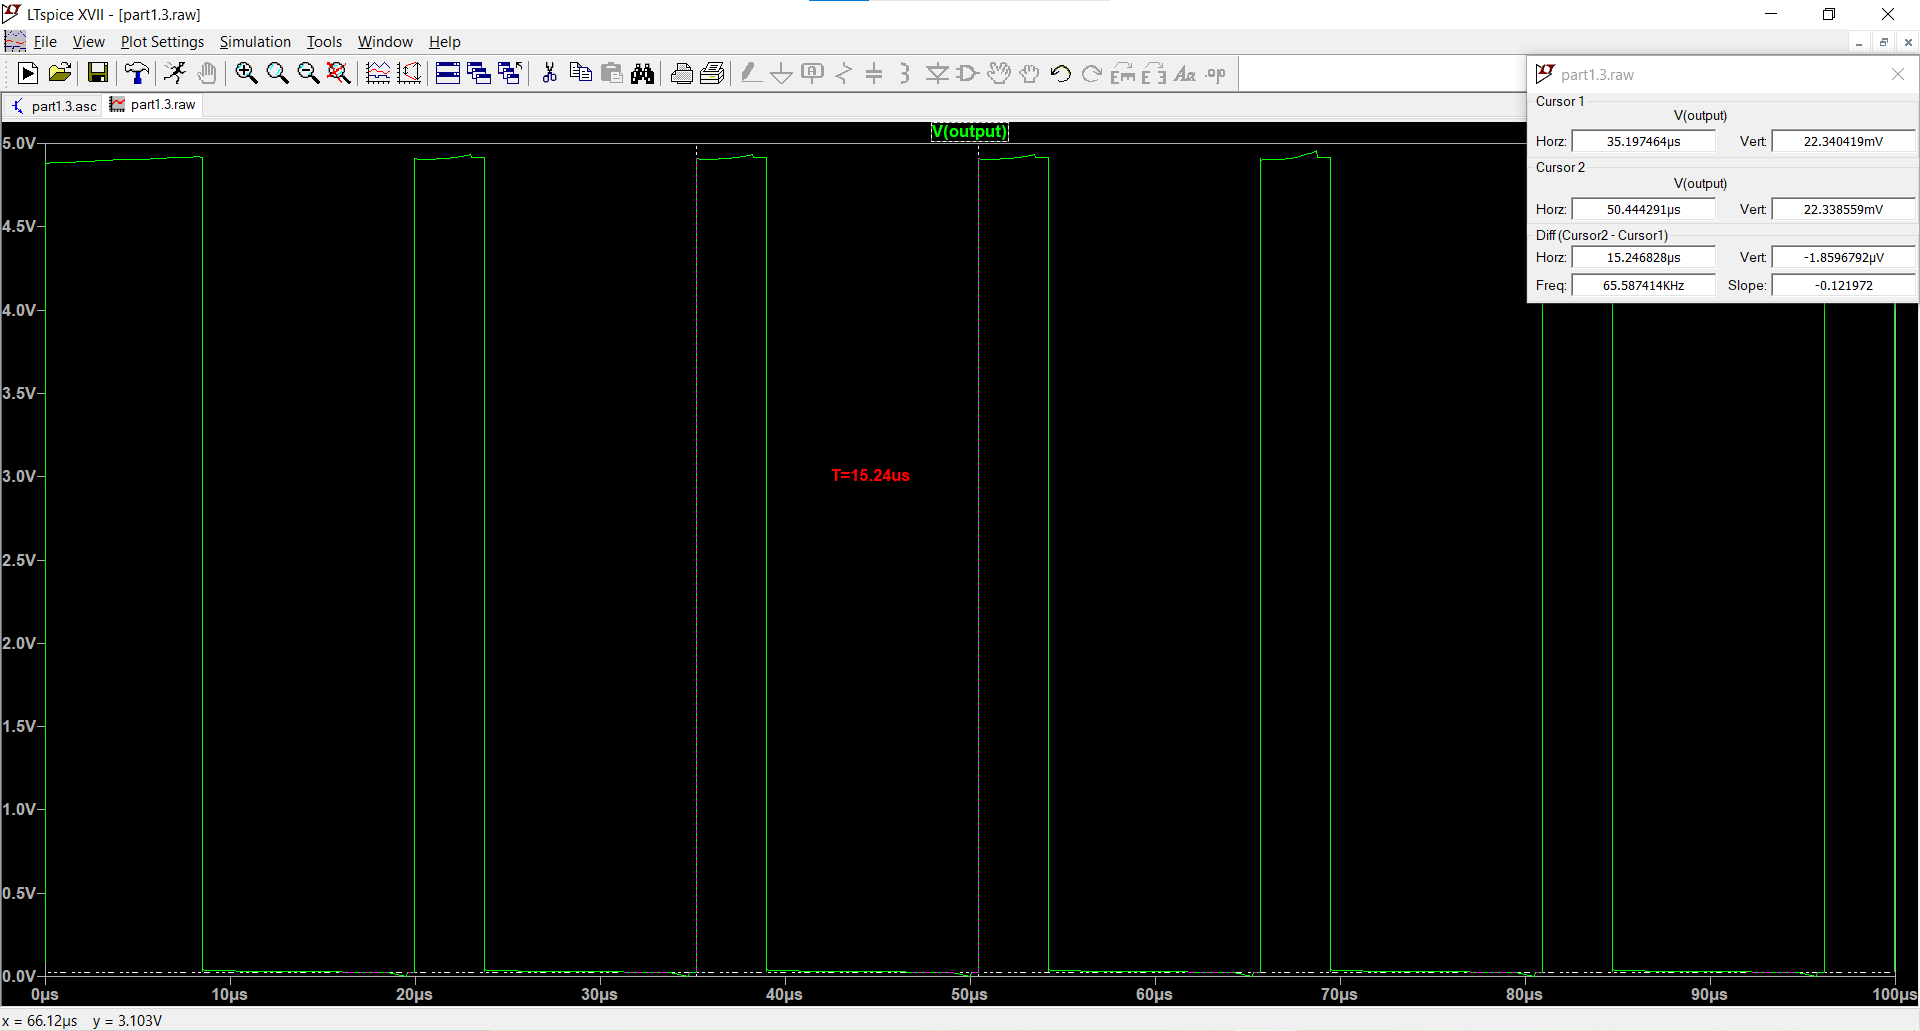 LTspice XVII - [part1.3.raw]
File View Plot Settings Simulation Tools Window Help
Aa .op
part1.3.asc part1.3.raw
part1.3.raw
Cursor 1
V(output)
Horz: 35.197464µs Vert: 22.340419mV
Cursor 2
V(output)
Horz: 50.444291µs Vert: 22.338559mV
Diff (Cursor2 - Cursor1)
Horz: 15.246828µs Vert: -1.8596792µV
Freq: 65.587414KHz Slope: -0.121972
V(output)
5.0V
4.5V
4.0V
3.5V
3.0V
T=15.24us
2.5V
2.0V
1.5V
1.0V
0.5V
0.0V
0µs 10µs 20µs 30µs 40µs 50µs 60µs 70µs 80µs 90µs 100µs
x = 66.12µs y = 3.103V